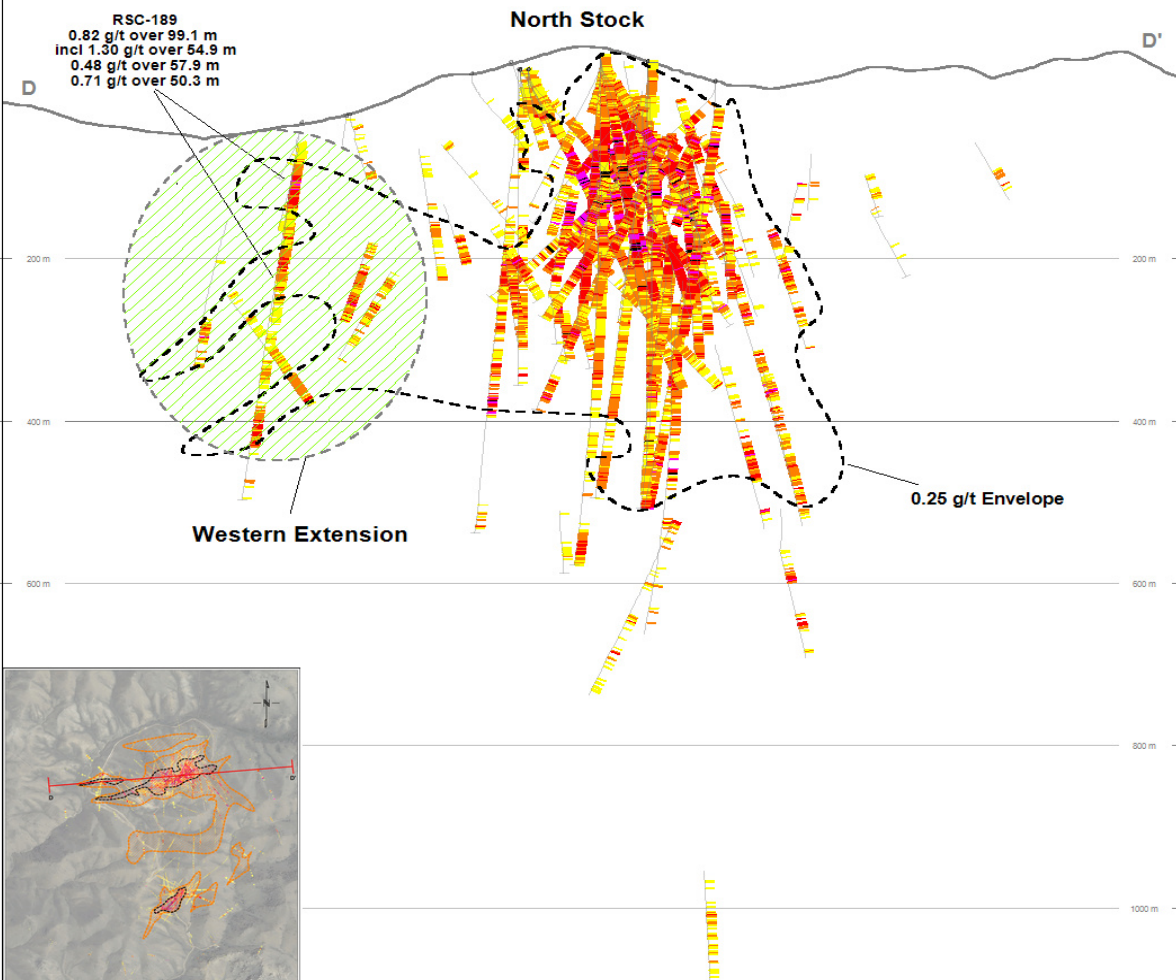 North Stock
RSC-189
0.82 g/t over 99.1 m
incl 1.30 g/t over 54.9 m
0.48 g/t over 57.9 m
0.71 g/t over 50.3 m
D
D'
200 m
200 m
400 m
400 m
0.25 g/t Envelope
Western Extension
600 m
600 m
N
800 m
D'
D
1000 m